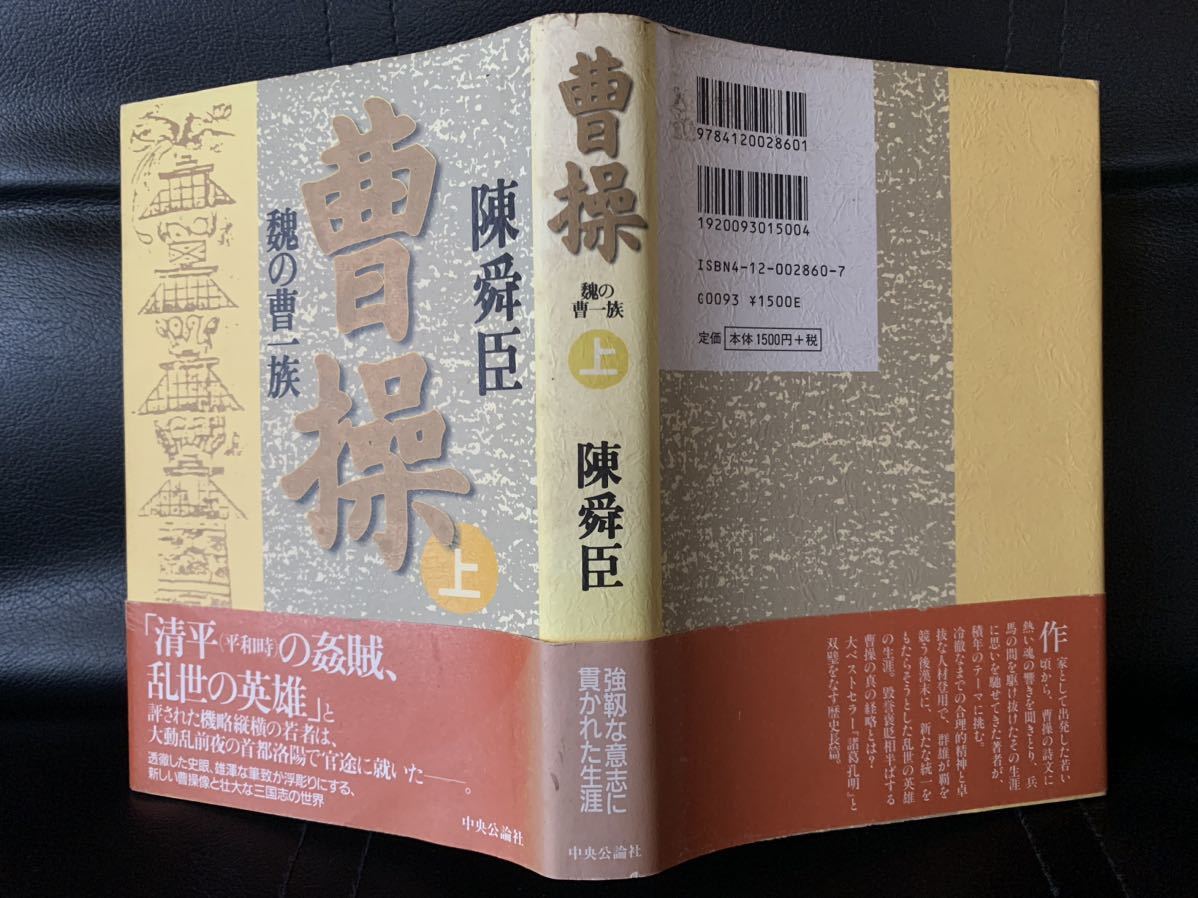 曹操
魏の曹一族
上
陳舜臣
「清平(平和時)の姦賊、
乱世の英雄」と
評された機略縦横の若者は、
大動乱前夜の首都洛陽で官途に就いた――。
透徹した史眼、雄渾な筆致が浮彫りにする、
新しい曹操像と壮大な三国志の世界
中央公論社
曹操
魏の
曹一族
上
陳舜臣
強靱な意志に
貫かれた生涯
中央公論社
9784120028601
1920093015004
ISBN4-12-002860-7
C0093 ¥1500E
定価 本体1500円+税
作家として出発した若い
頃から、曹操の詩文に
熱い魂の響きを聞きとり、兵
馬の間を駆け抜けたその生涯
に思いを馳せてきた著者が、
積年のテーマに挑む。
冷徹なまでの合理的精神と卓
抜な人材登用で、群雄が覇を
競う後漢末に、新たな統一を
もたらそうとした乱世の英雄
の生涯。毀誉褒貶相半ばする
曹操の真の経略とは?
大ベストセラー『諸葛孔明』と
双璧をなす歴史長篇。